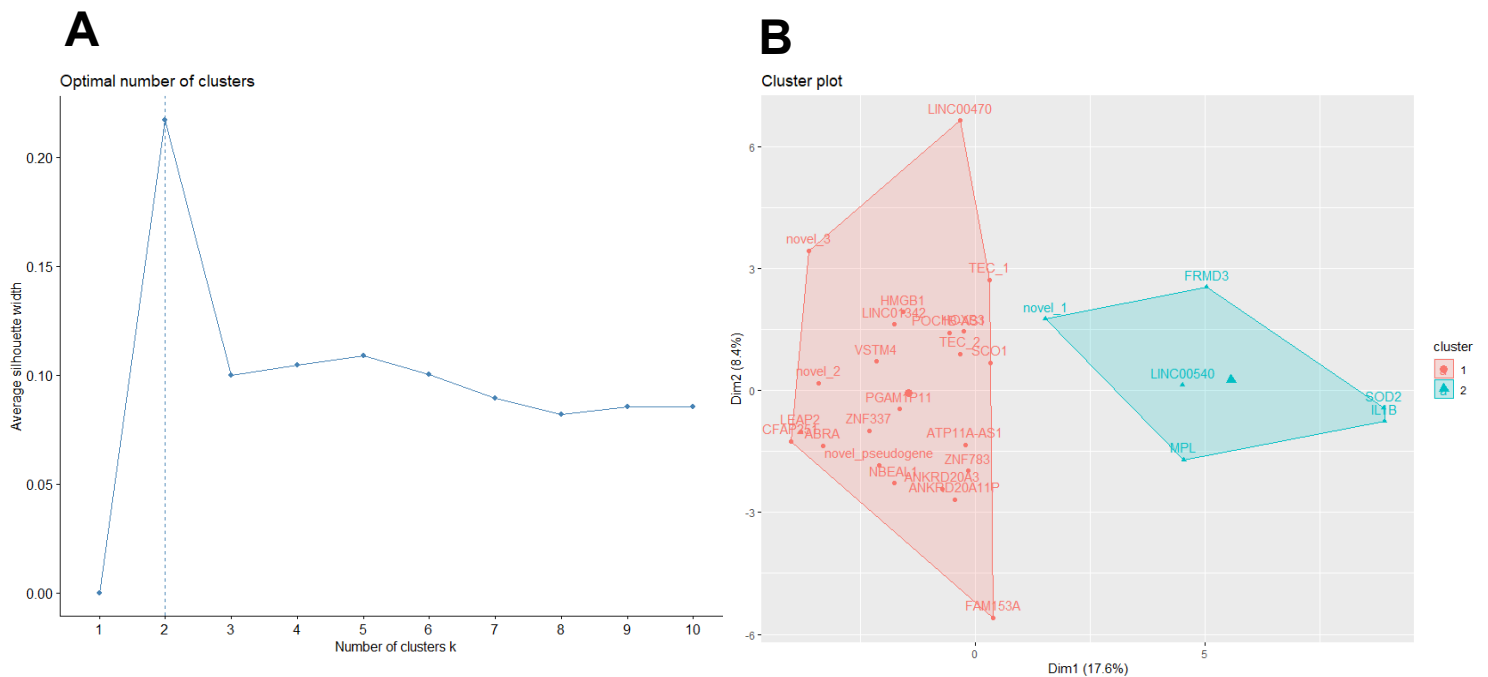 A
Optimal number of clusters
Average silhouette width
0.20
0.15
0.10
0.05
0.00
1 2 3 4 5 6 7 8 9 10
Number of clusters k
B
Cluster plot
Dim2 (8.4%)
6
3
0
-3
-6
LINC00470
novel_3
TEC_1
HMGB1
LINC01342
TEC_2
SCO1
VSTM4
novel_2
PGAM1P11
ZNF337
LEAP2
ABRA
ATP11A-AS1
novel_pseudogene
ZNF783
NBEAL1
ANKRD20A3
ANKRD20A11P
FAM153A
FRMD3
novel_1
LINC00540
SOD2
IL1B
MPL
0 5
Dim1 (17.6%)
cluster
1
2